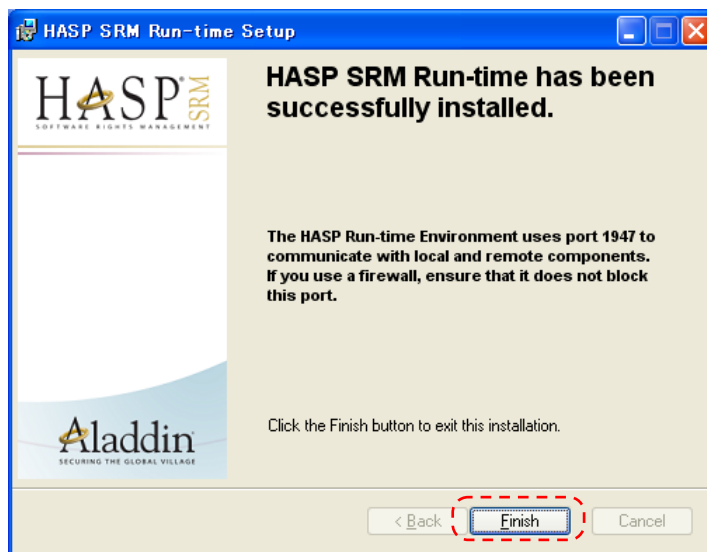 HASP SRM Run-time Setup
HASP SRM
SOFTWARE RIGHTS MANAGEMENT
HASP SRM Run-time has been
successfully installed.
The HASP Run-time Environment uses port 1947 to
communicate with local and remote components.
If you use a firewall, ensure that it does not block
this port.
Aladdin
SECURING THE GLOBAL VILLAGE
Click the Finish button to exit this installation.
< Back
Finish
Cancel